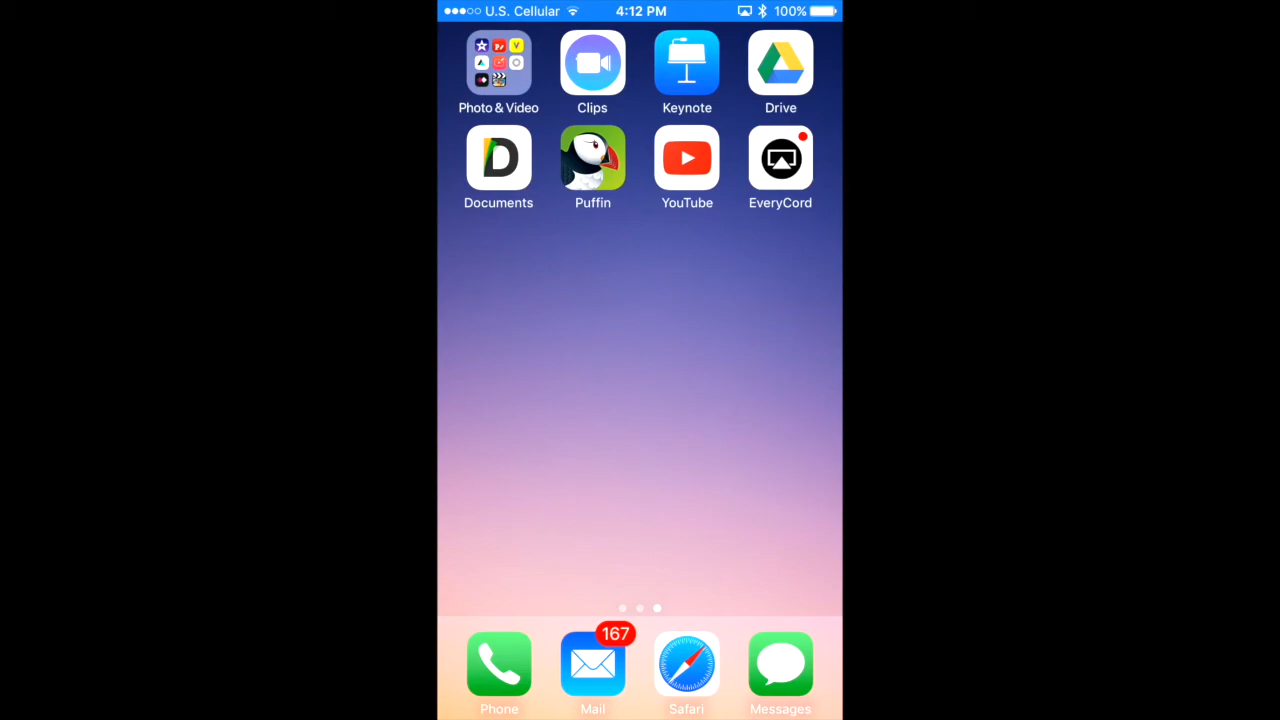 U.S. Cellular 4:12 PM 100%
Photo & Video Clips Keynote Drive
D
Documents Puffin YouTube EveryCord
167
Phone Mail Safari Messages